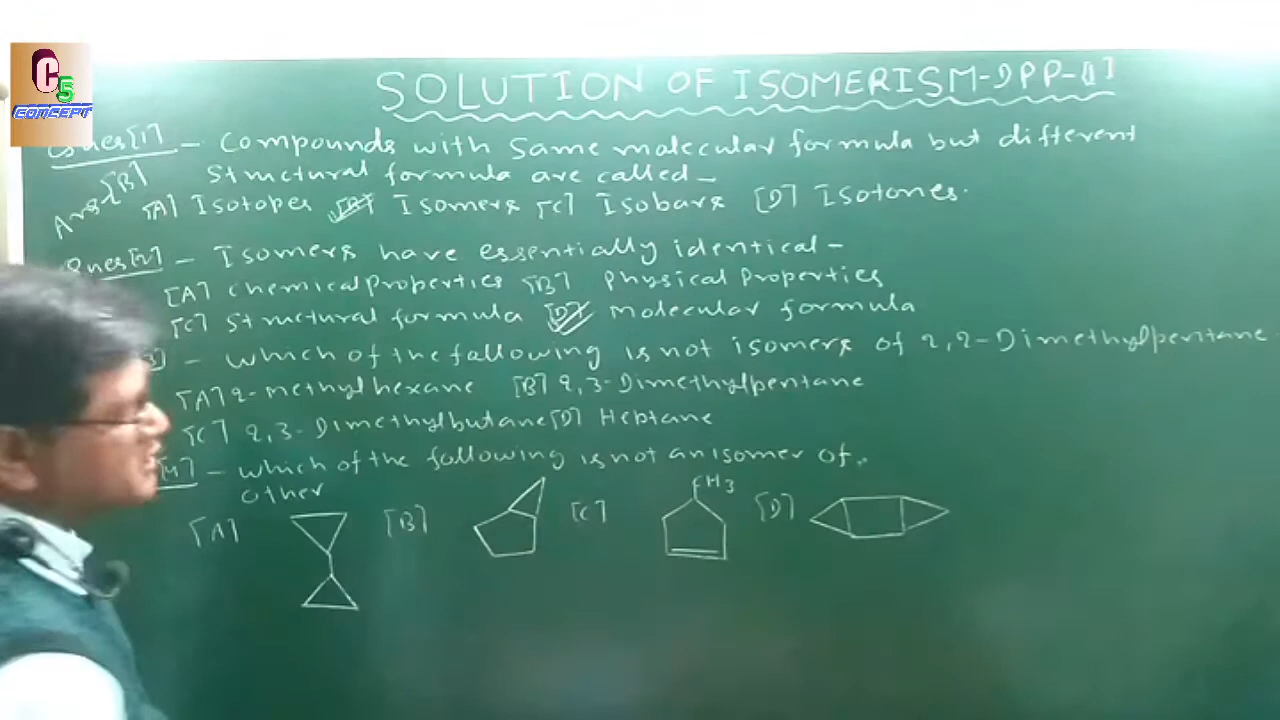 C5
CONCEPT
SOLUTION OF ISOMERISM-DPP-[1]
Ques[1] - Compounds with same molecular formula but different
structural formula are called -
Ans-[B]
[A] Isotopes [B] Isomers [C] Isobars [D] Isotones.
Ques[2] - Isomers have essentially identical -
[A] chemical properties [B] Physical Properties
[C] structural formula [D] molecular formula
3] - which of the following is not isomers of 2,2-Dimethylpentane
[A] 2-methylhexane [B] 2,3-Dimethylpentane
[C] 2,3-Dimethylbutane [D] Heptane
[4] - which of the following is not an isomer of
other
[A] [B] [C] CH3 [D]